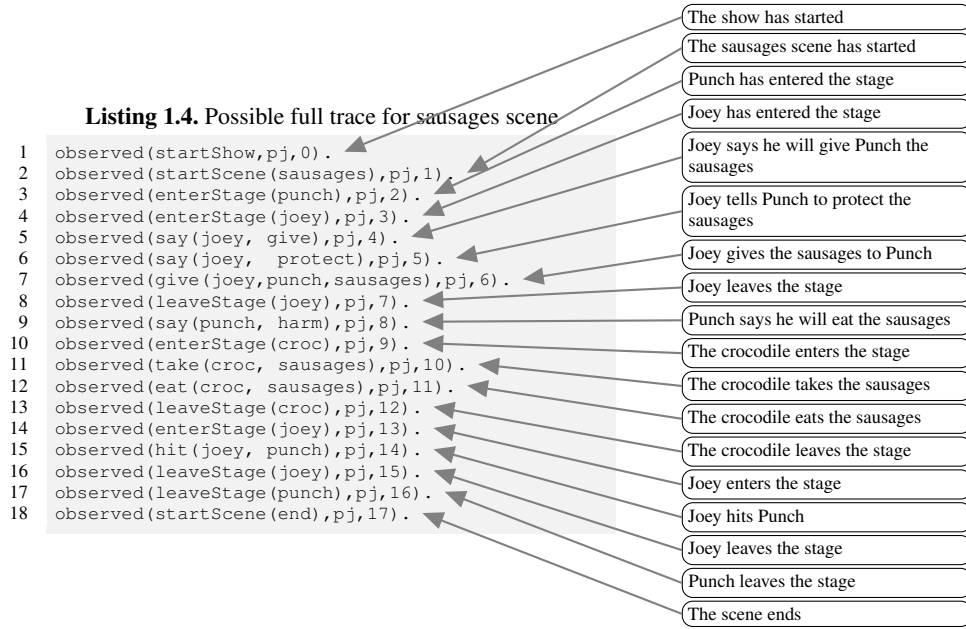 The show has started
The sausages scene has started
Punch has entered the stage
Joey has entered the stage
Joey says he will give Punch the
sausages
Joey tells Punch to protect the
sausages
Joey gives the sausages to Punch
Joey leaves the stage
Punch says he will eat the sausages
The crocodile enters the stage
The crocodile takes the sausages
The crocodile eats the sausages
The crocodile leaves the stage
Joey enters the stage
Joey hits Punch
Joey leaves the stage
Punch leaves the stage
The scene ends
Listing 1.4. Possible full trace for sausages scene
1 observed(startShow,pj,0).
2 observed(startScene(sausages),pj,1).
3 observed(enterStage(punch),pj,2).
4 observed(enterStage(joey),pj,3).
5 observed(say(joey, give),pj,4).
6 observed(say(joey, protect),pj,5).
7 observed(give(joey,punch,sausages),pj,6).
8 observed(leaveStage(joey),pj,7).
9 observed(say(punch, harm),pj,8).
10 observed(enterStage(croc),pj,9).
11 observed(take(croc, sausages),pj,10).
12 observed(eat(croc, sausages),pj,11).
13 observed(leaveStage(croc),pj,12).
14 observed(enterStage(joey),pj,13).
15 observed(hit(joey, punch),pj,14).
16 observed(leaveStage(joey),pj,15).
17 observed(leaveStage(punch),pj,16).
18 observed(startScene(end),pj,17).